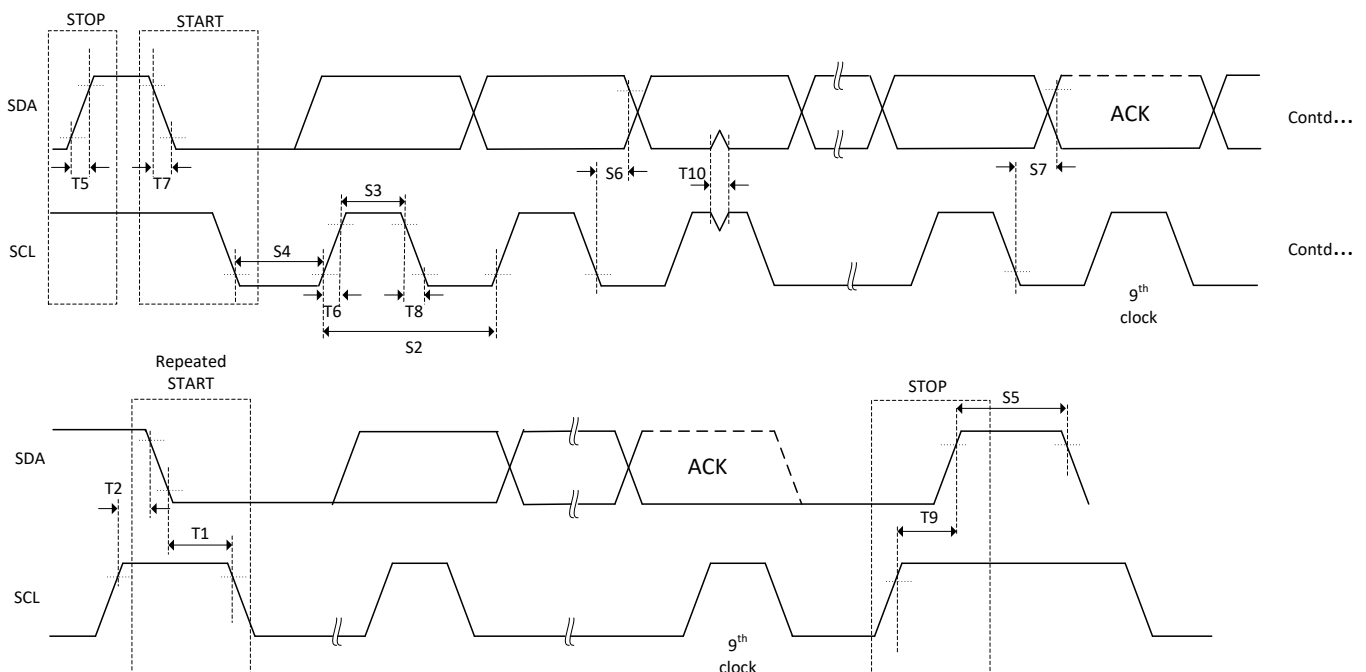 STOP
START
SDA
ACK
Contd...
T5
T7
S6
T10
S7
S3
SCL
S4
Contd...
T6
T8
9th
clock
S2
Repeated
START
STOP
S5
SDA
ACK
T2
T9
T1
SCL
9th
clock